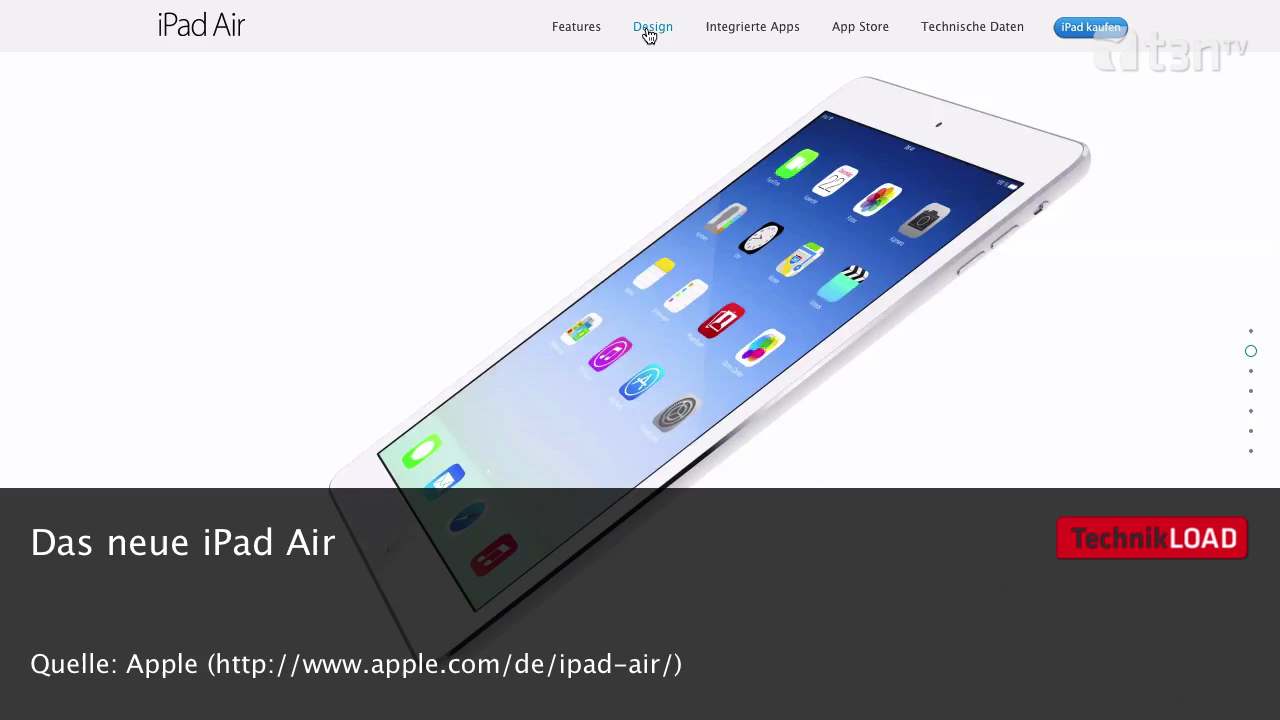 iPad Air
Features
Design
Integrierte Apps
App Store
Technische Daten
iPad kaufen
t3n TV
22
Das neue iPad Air
TechnikLOAD
Quelle: Apple (http://www.apple.com/de/ipad-air/)